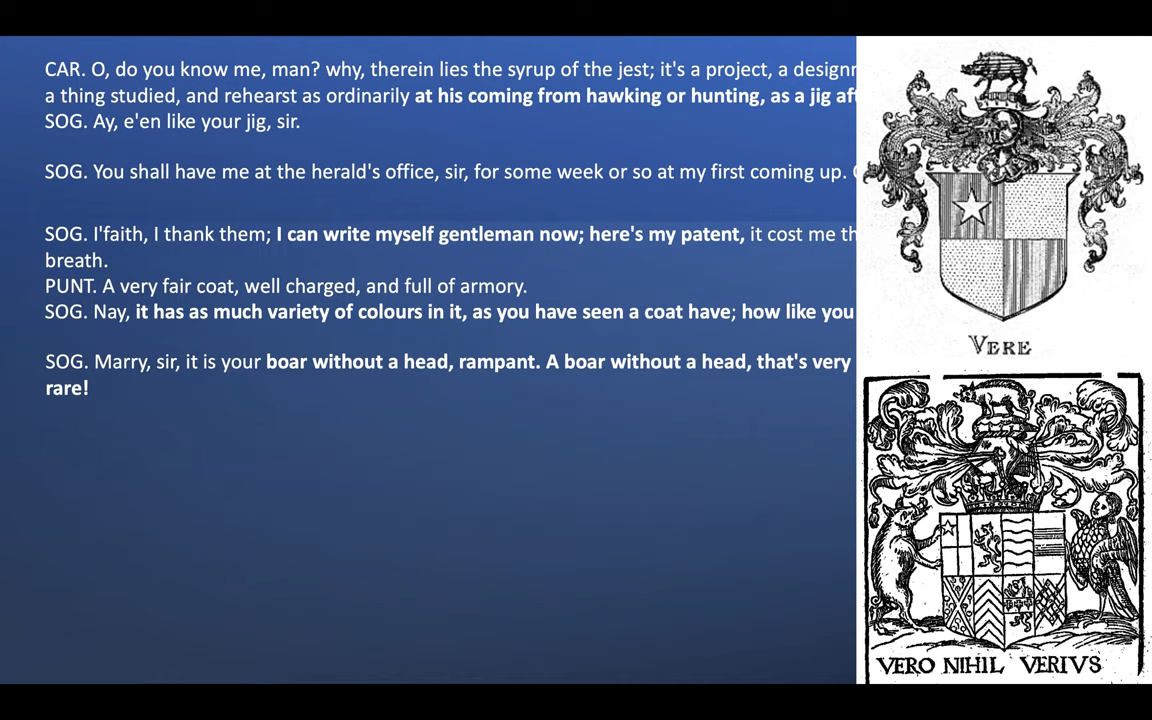 CAR. O, do you know me, man? why, therein lies the syrup of the jest; it's a project, a
a thing studied, and rehearst as ordinarily at his coming from hawking or hunting, as a jig
SOG. Ay, e'en like your jig, sir.
SOG. You shall have me at the herald's office, sir, for some week or so at my first coming up.
SOG. I'faith, I thank them; I can write myself gentleman now; here's my patent, it cost me
breath.
PUNT. A very fair coat, well charged, and full of armory.
SOG. Nay, it has as much variety of colours in it, as you have seen a coat have; how like you
SOG. Marry, sir, it is your boar without a head, rampant. A boar without a head, that's very
rare!
VERE
VERO NIHIL VERIVS